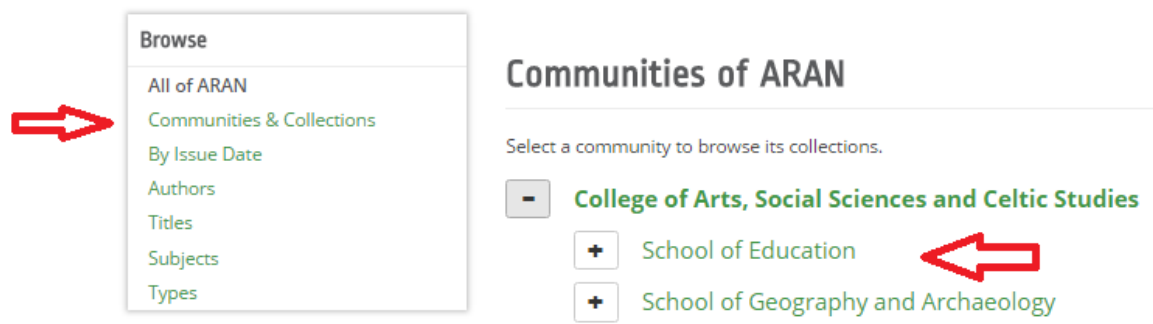 Browse
All of ARAN
Communities & Collections
By Issue Date
Authors
Titles
Subjects
Types
Communities of ARAN
Select a community to browse its collections.
- College of Arts, Social Sciences and Celtic Studies
+ School of Education
+ School of Geography and Archaeology